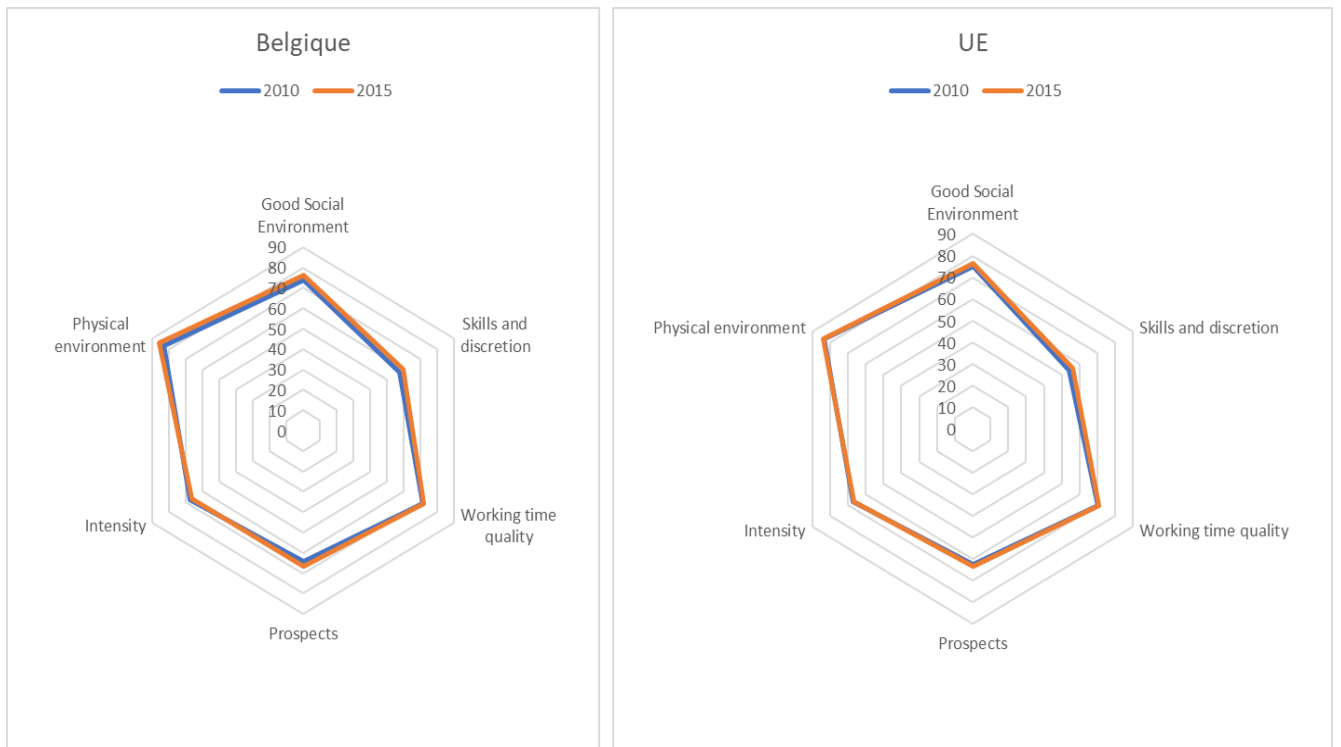 Belgique
2010
2015
Good Social
Environment
90
80
70
60
50
40
30
20
10
0
Physical
environment
Skills and
discretion
Intensity
Working time
quality
Prospects
UE
2010
2015
Good Social
Environment
90
80
70
60
50
40
30
20
10
0
Physical environment
Skills and discretion
Intensity
Working time quality
Prospects